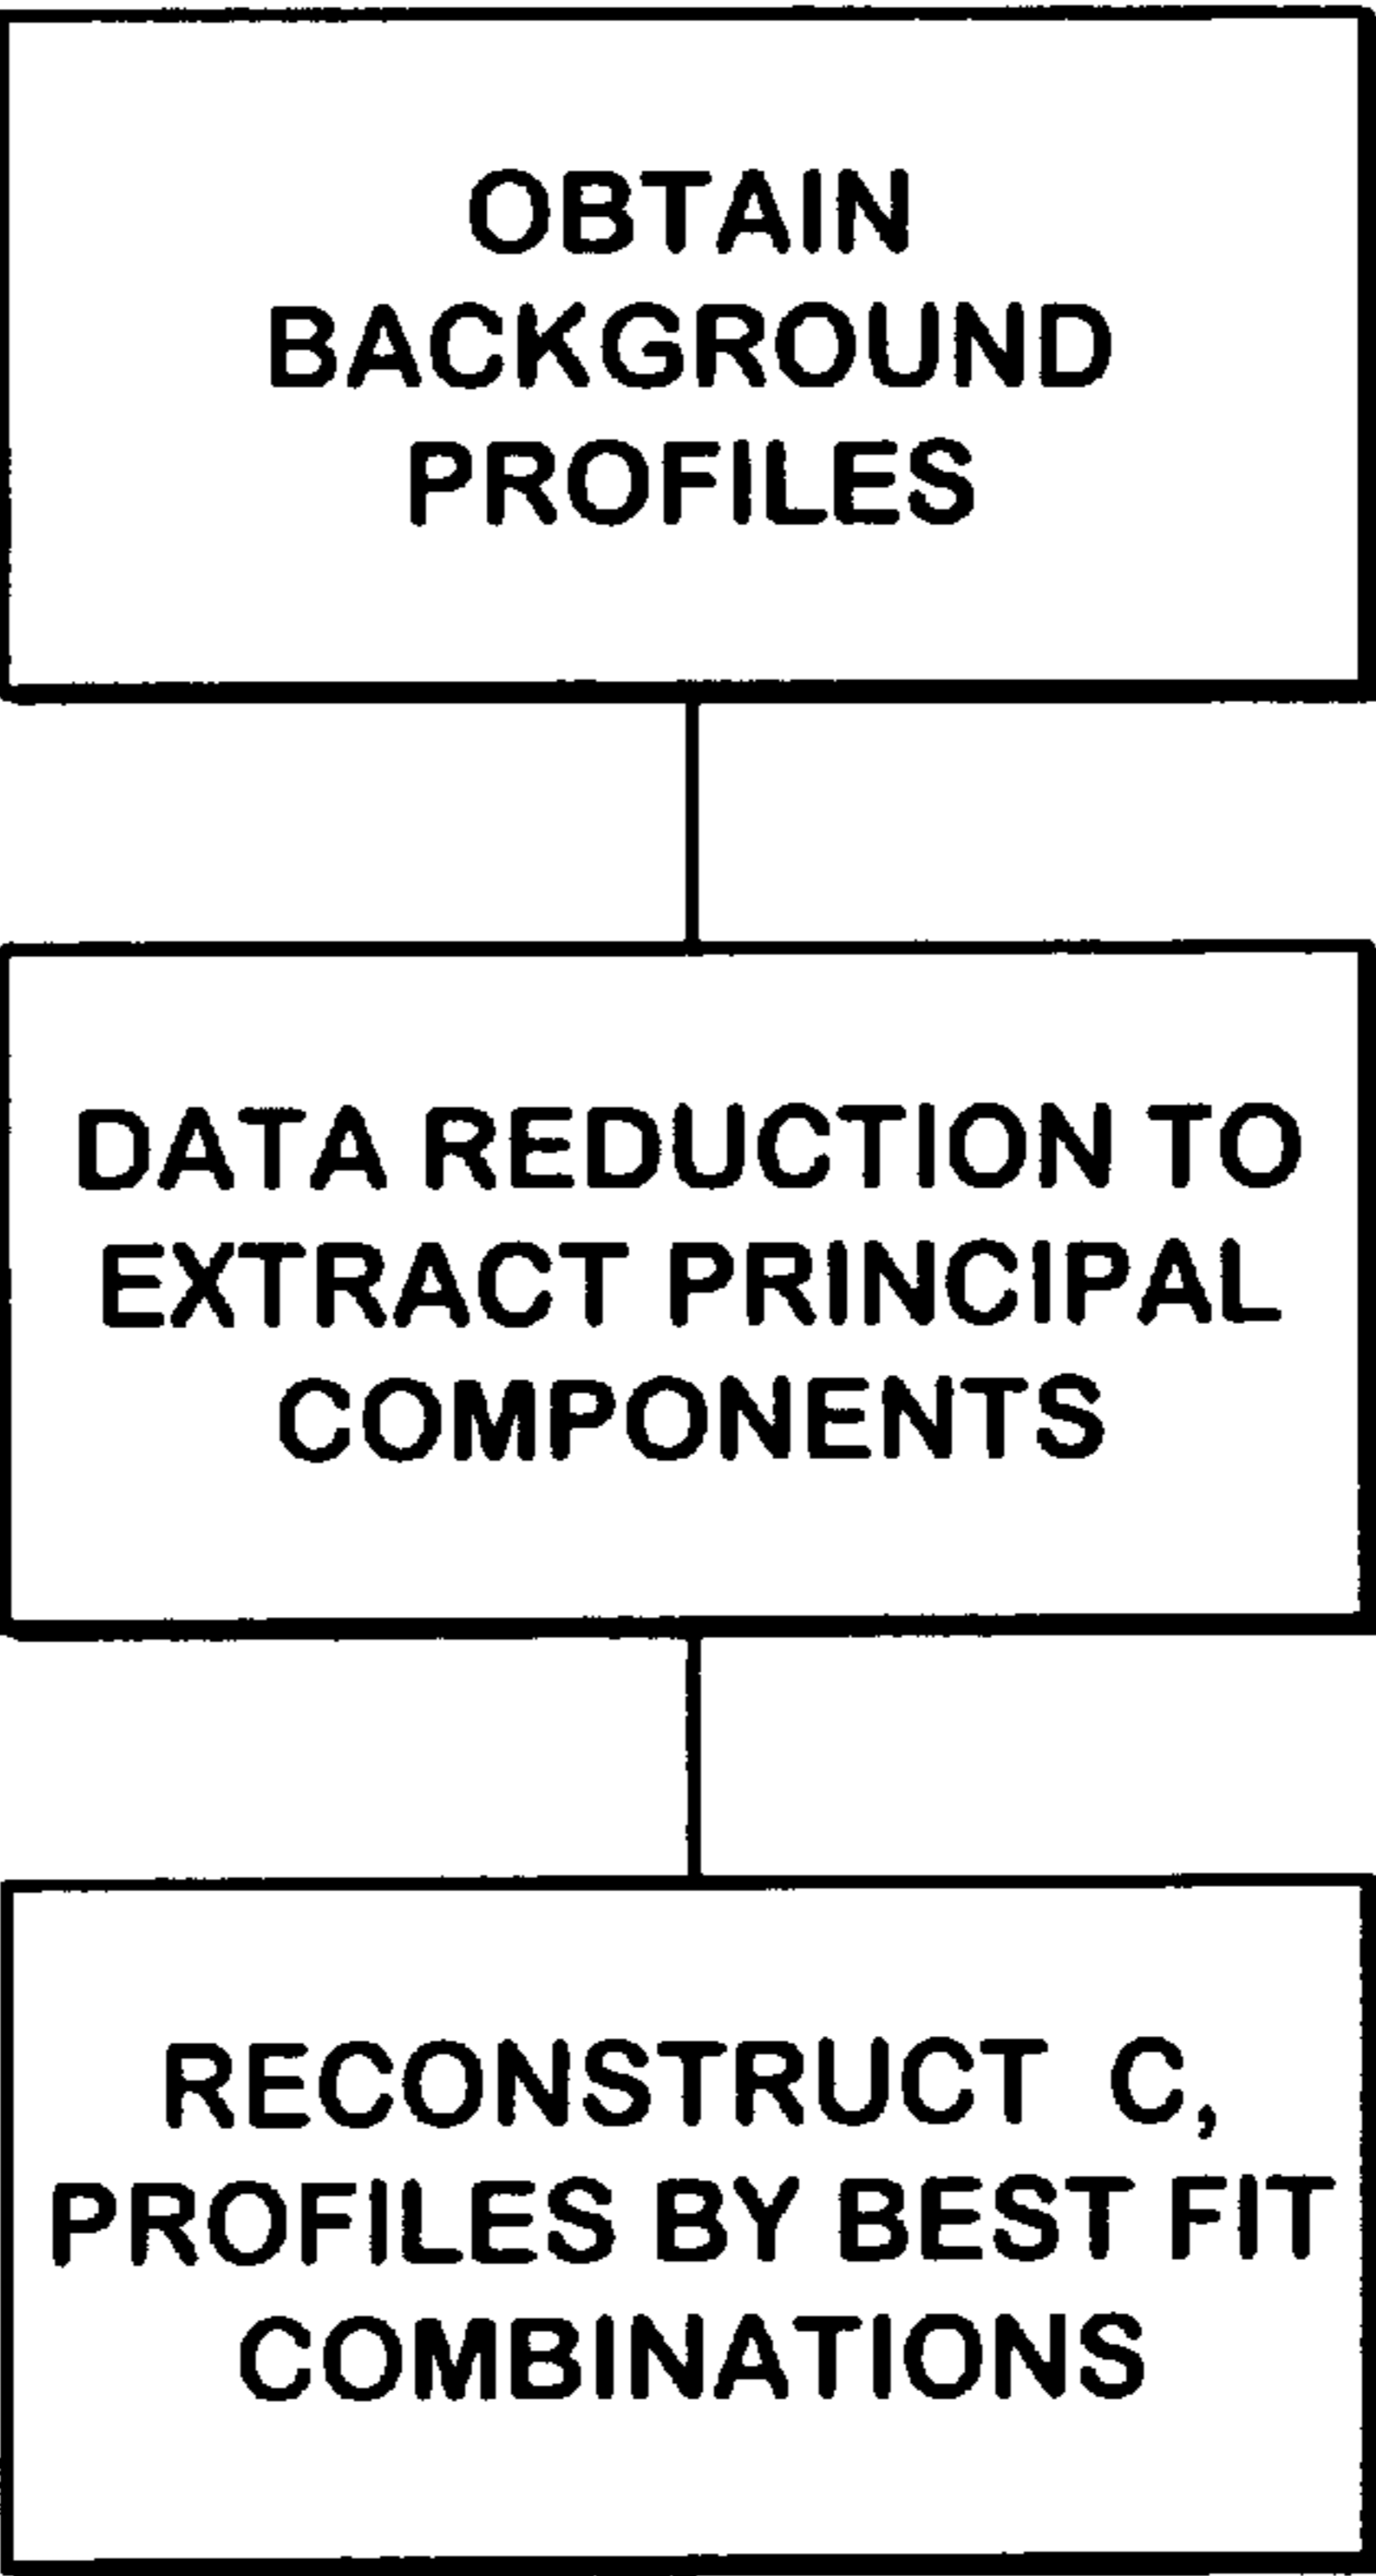 OBTAIN
BACKGROUND
PROFILES
DATA REDUCTION TO
EXTRACT PRINCIPAL
COMPONENTS
RECONSTRUCT C,
PROFILES BY BEST FIT
COMBINATIONS